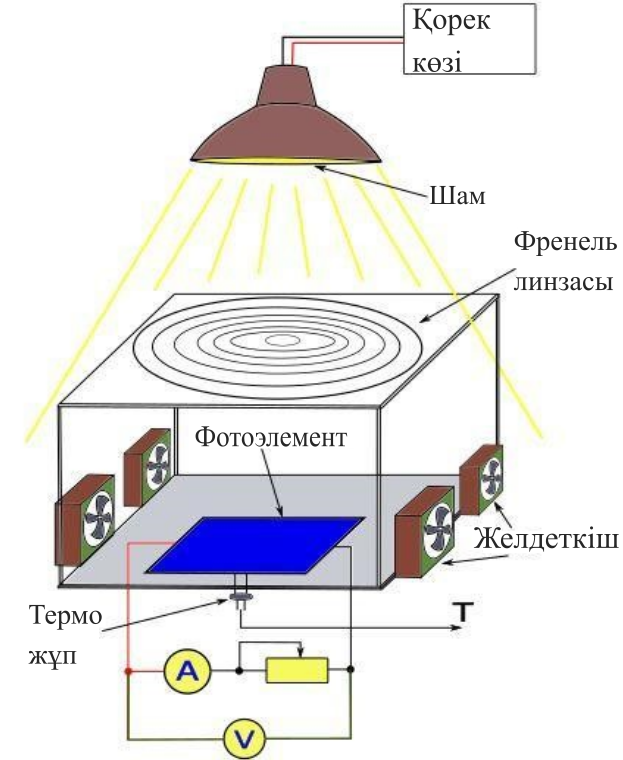 Қорек
көзі
Шам
Френель
линзасы
Фотоэлемент
Желдеткіш
Термо
жұп
T
A
V